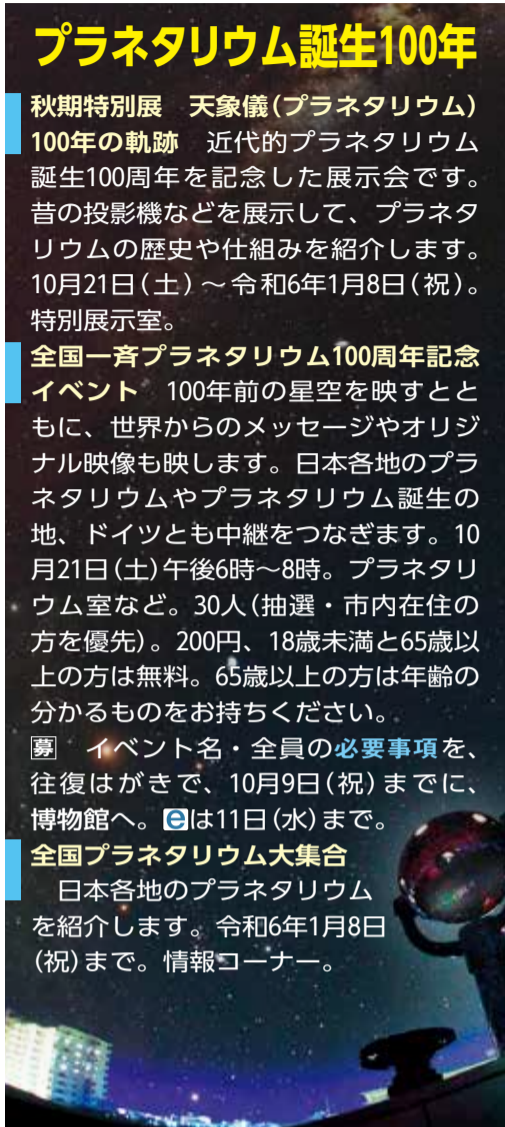 プラネタリウム誕生100年
秋期特別展　天象儀(プラネタリウム)
100年の軌跡　近代的プラネタリウム
誕生100周年を記念した展示会です。
昔の投影機などを展示して、プラネタ
リウムの歴史や仕組みを紹介します。
10月21日(土)～令和6年1月8日(祝)。
特別展示室。
全国一斉プラネタリウム100周年記念
イベント　100年前の星空を映すとと
もに、世界からのメッセージやオリジ
ナル映像も映します。日本各地のプラ
ネタリウムやプラネタリウム誕生の
地、ドイツとも中継をつなぎます。10
月21日(土)午後6時～8時。プラネタリ
ウム室など。30人(抽選・市内在住の
方を優先)。200円、18歳未満と65歳以
上の方は無料。65歳以上の方は年齢の
分かるものをお持ちください。
募　イベント名・全員の必要事項を、
往復はがきで、10月9日(祝)までに、
博物館へ。eは11日(水)まで。
全国プラネタリウム大集合
　日本各地のプラネタリウム
を紹介します。令和6年1月8日
(祝)まで。情報コーナー。